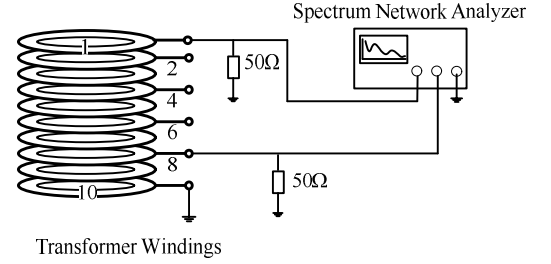 Spectrum Network Analyzer
1
50Ω
2
4
6
8
50Ω
10
Transformer Windings